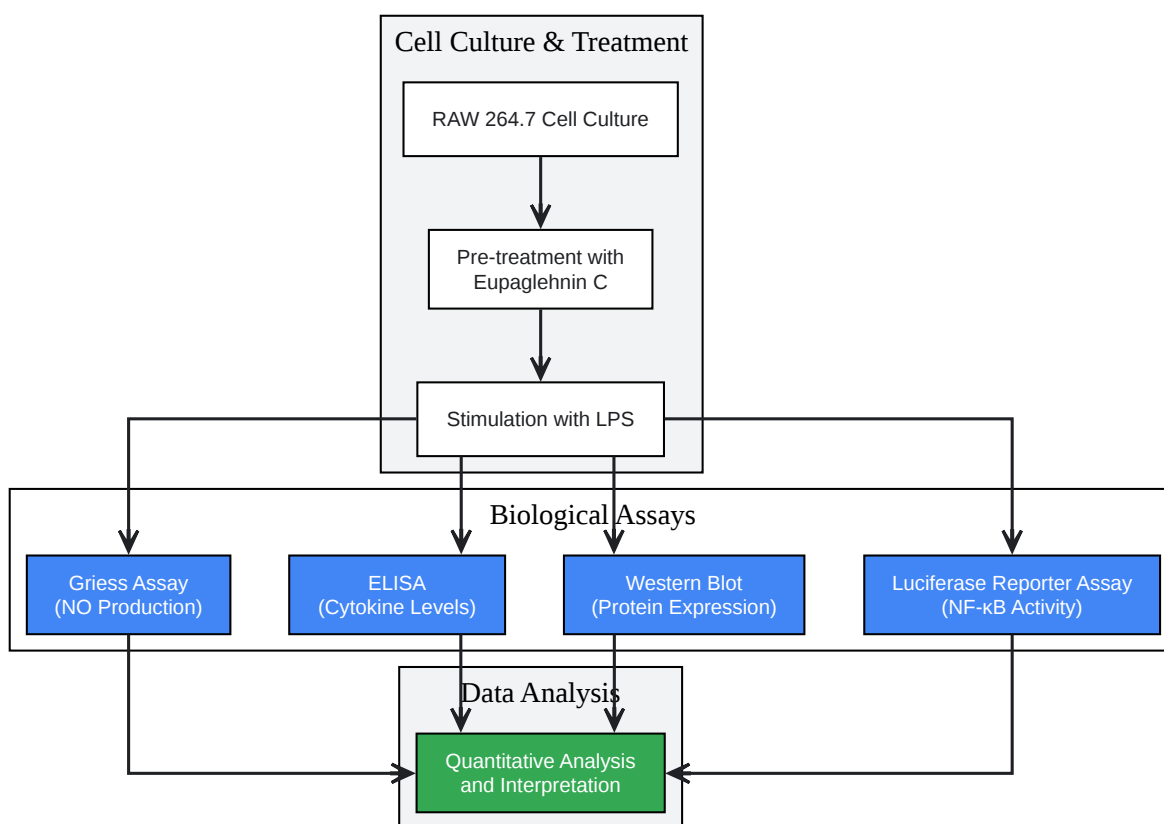 Cell Culture & Treatment
RAW 264.7 Cell Culture
Pre-treatment with
Eupaglehnin C
Stimulation with LPS
Biological Assays
Griess Assay
(NO Production)
ELISA
(Cytokine Levels)
Western Blot
(Protein Expression)
Luciferase Reporter Assay
(NF-κB Activity)
Data Analysis
Quantitative Analysis
and Interpretation